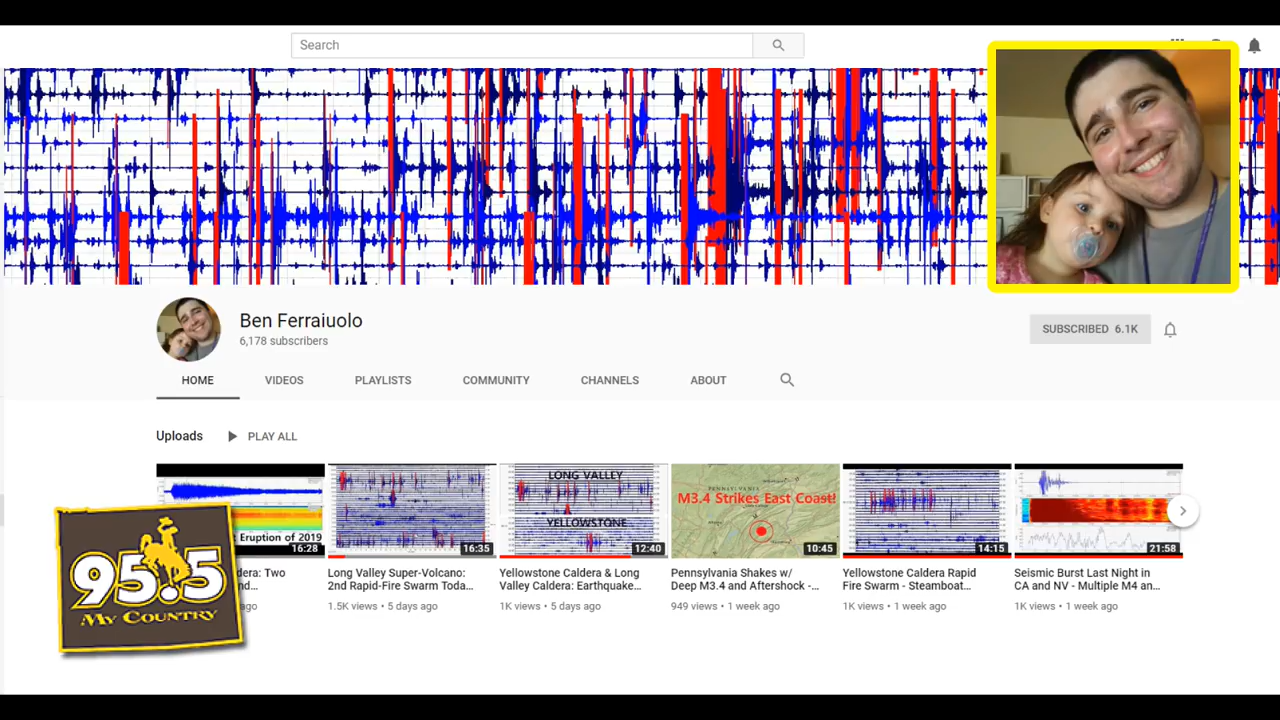 Search
Ben Ferraiuolo
6,178 subscribers
SUBSCRIBED 6.1K
HOME VIDEOS PLAYLISTS COMMUNITY CHANNELS ABOUT
Uploads PLAY ALL
t Eruption of 2019
16:28
16:35
LONG VALLEY
YELLOWSTONE
12:40
PENNSYLVANIA
M3.4 Strikes East Coast!
10:45
14:15
21:58
dera: Two
nd...
ago
Long Valley Super-Volcano:
2nd Rapid-Fire Swarm Toda...
1.5K views • 5 days ago
Yellowstone Caldera & Long
Valley Caldera: Earthquake...
1K views • 5 days ago
Pennsylvania Shakes w/
Deep M3.4 and Aftershock -...
949 views • 1 week ago
Yellowstone Caldera Rapid
Fire Swarm - Steamboat...
1K views • 1 week ago
Seismic Burst Last Night in
CA and NV - Multiple M4 an...
1K views • 1 week ago
95.5
MY COUNTRY